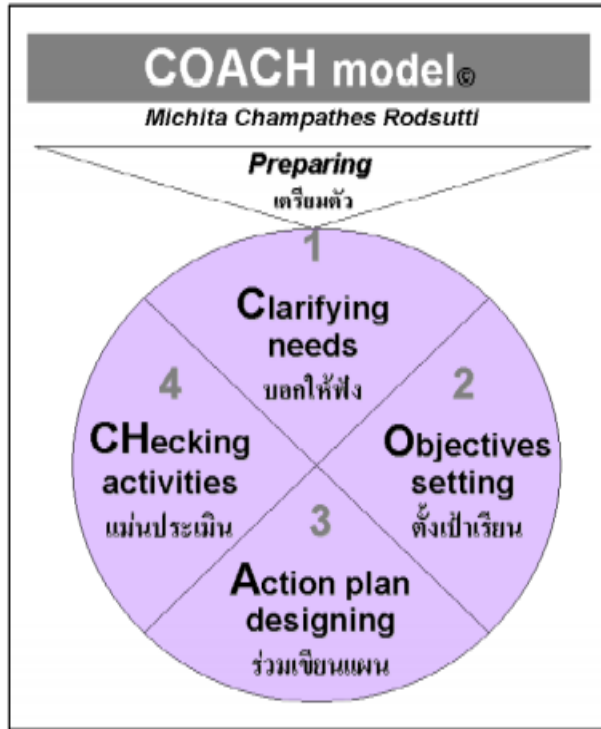 COACH model©
Michita Champathes Rodsutti
Preparing
เตรียมตัว
1
Clarifying
needs
บอกให้ฟัง
2
Objectives
setting
ตั้งเป้าเรียน
3
Action plan
designing
ร่วมเขียนแผน
4
CHecking
activities
แม่นประเมิน